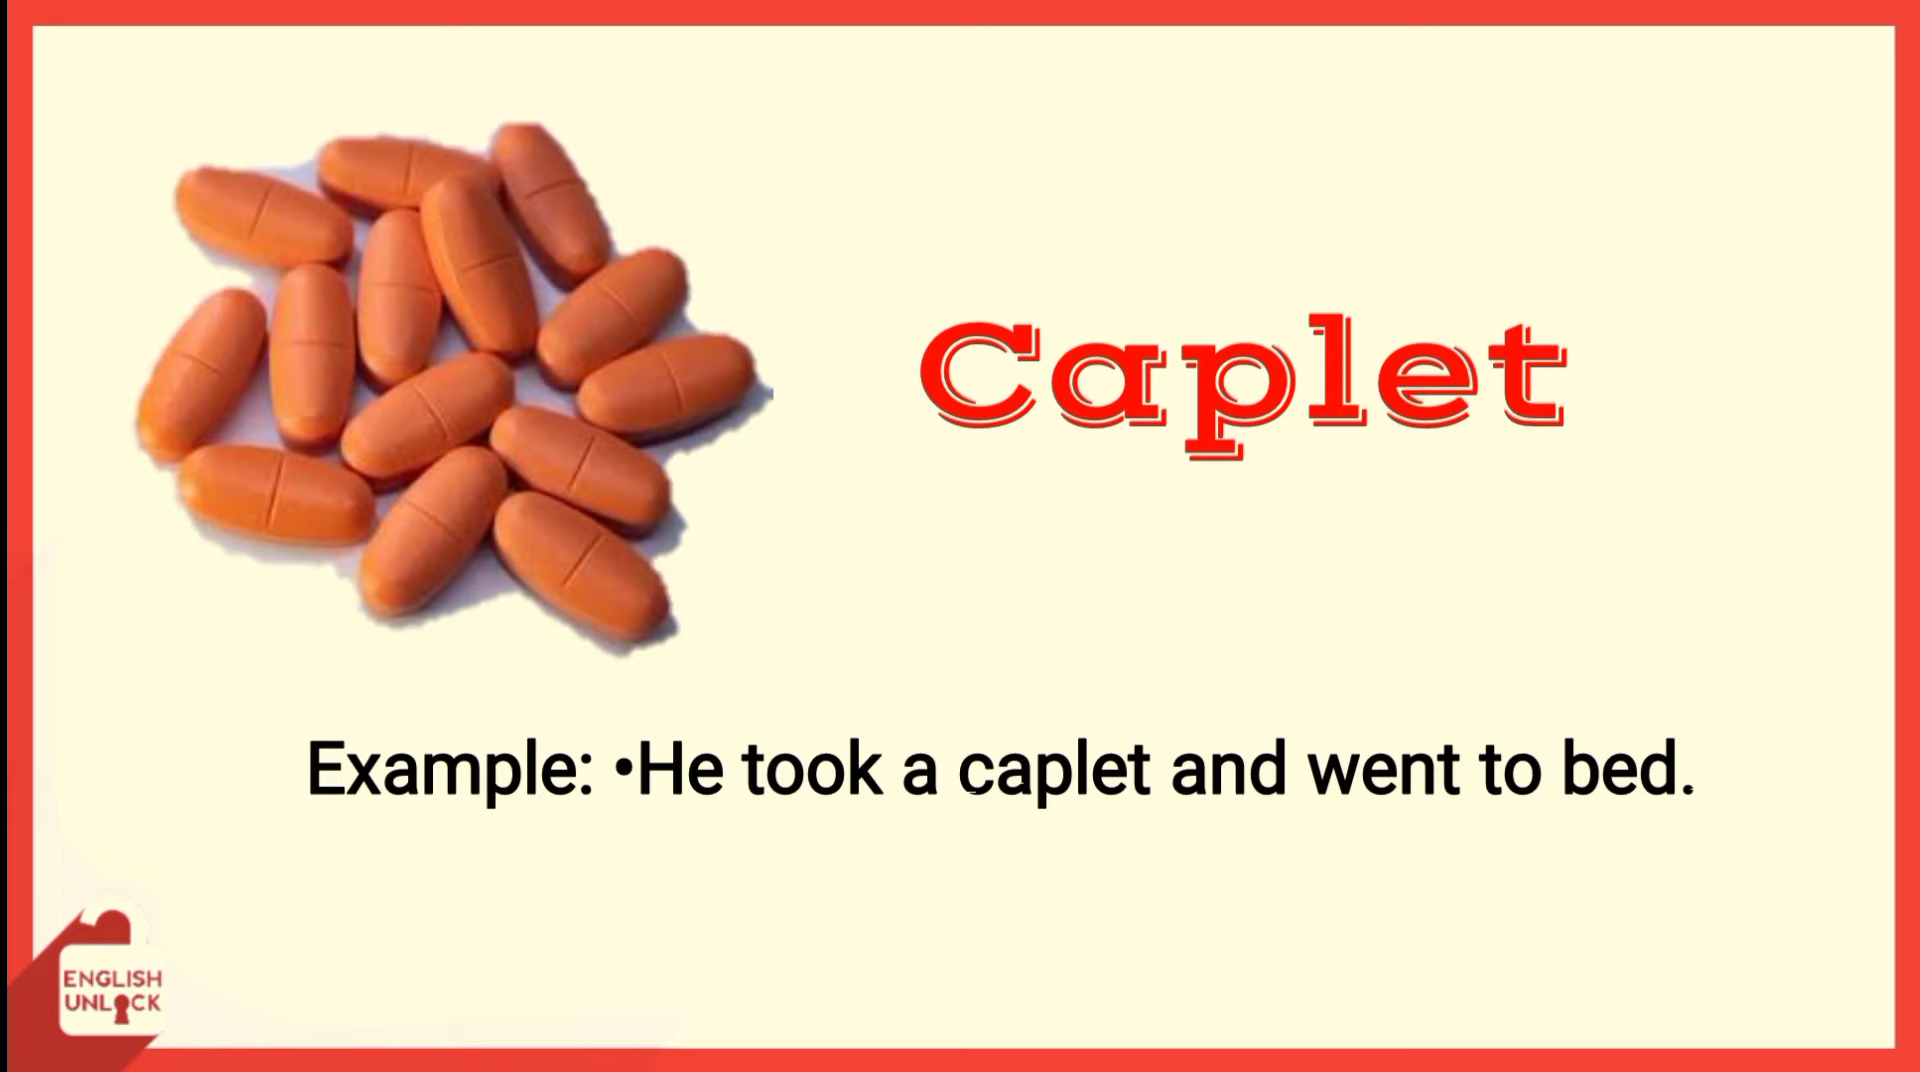 Caplet
Example: •He took a caplet and went to bed.
ENGLISH
UNLOCK